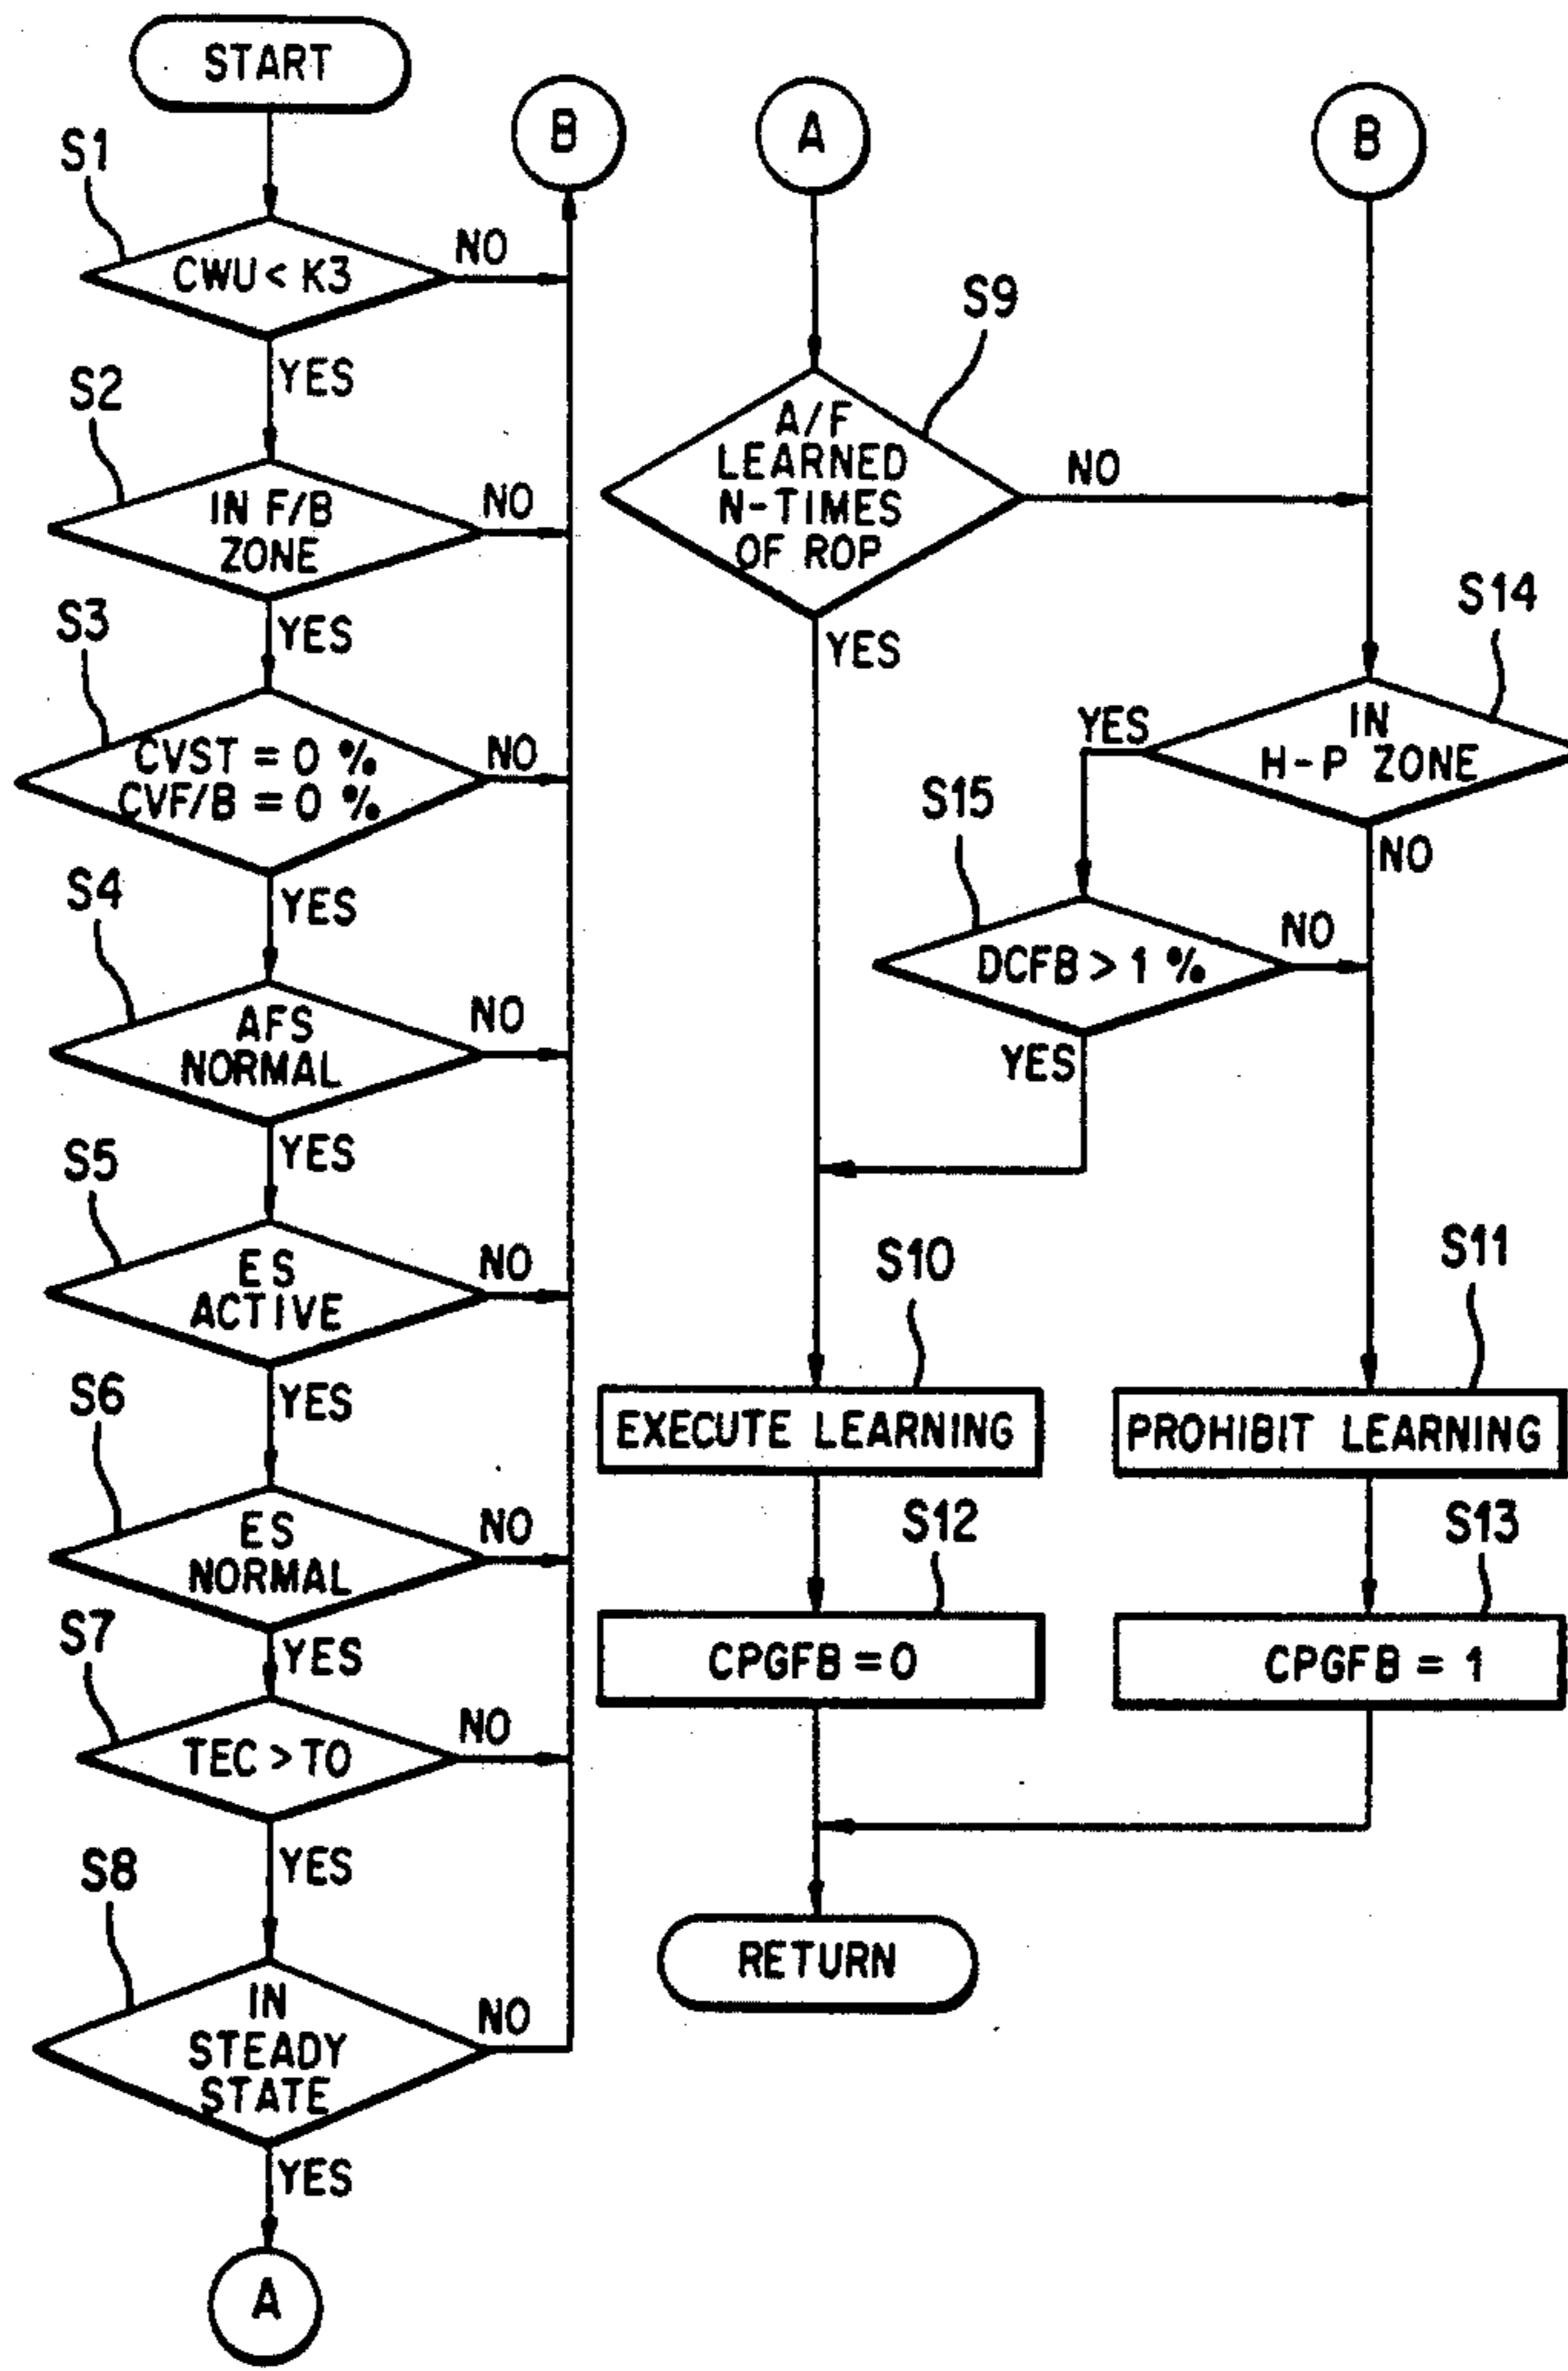 START
S1
CWU < K3
NO
YES
S2
IN F/B
ZONE
NO
YES
S3
CVST = 0 %
CVF/B = 0 %
NO
YES
S4
AFS
NORMAL
NO
YES
S5
ES
ACTIVE
NO
YES
S6
ES
NORMAL
NO
YES
S7
TEC > TO
NO
YES
S8
IN
STEADY
STATE
NO
YES
A
B
A
S9
A/F
LEARNED
N-TIMES
OF ROP
NO
YES
B
S14
IN
H-P ZONE
YES
NO
S15
DCFB > 1 %
NO
YES
S10
EXECUTE LEARNING
S11
PROHIBIT LEARNING
S12
CPGFB = 0
S13
CPGFB = 1
RETURN